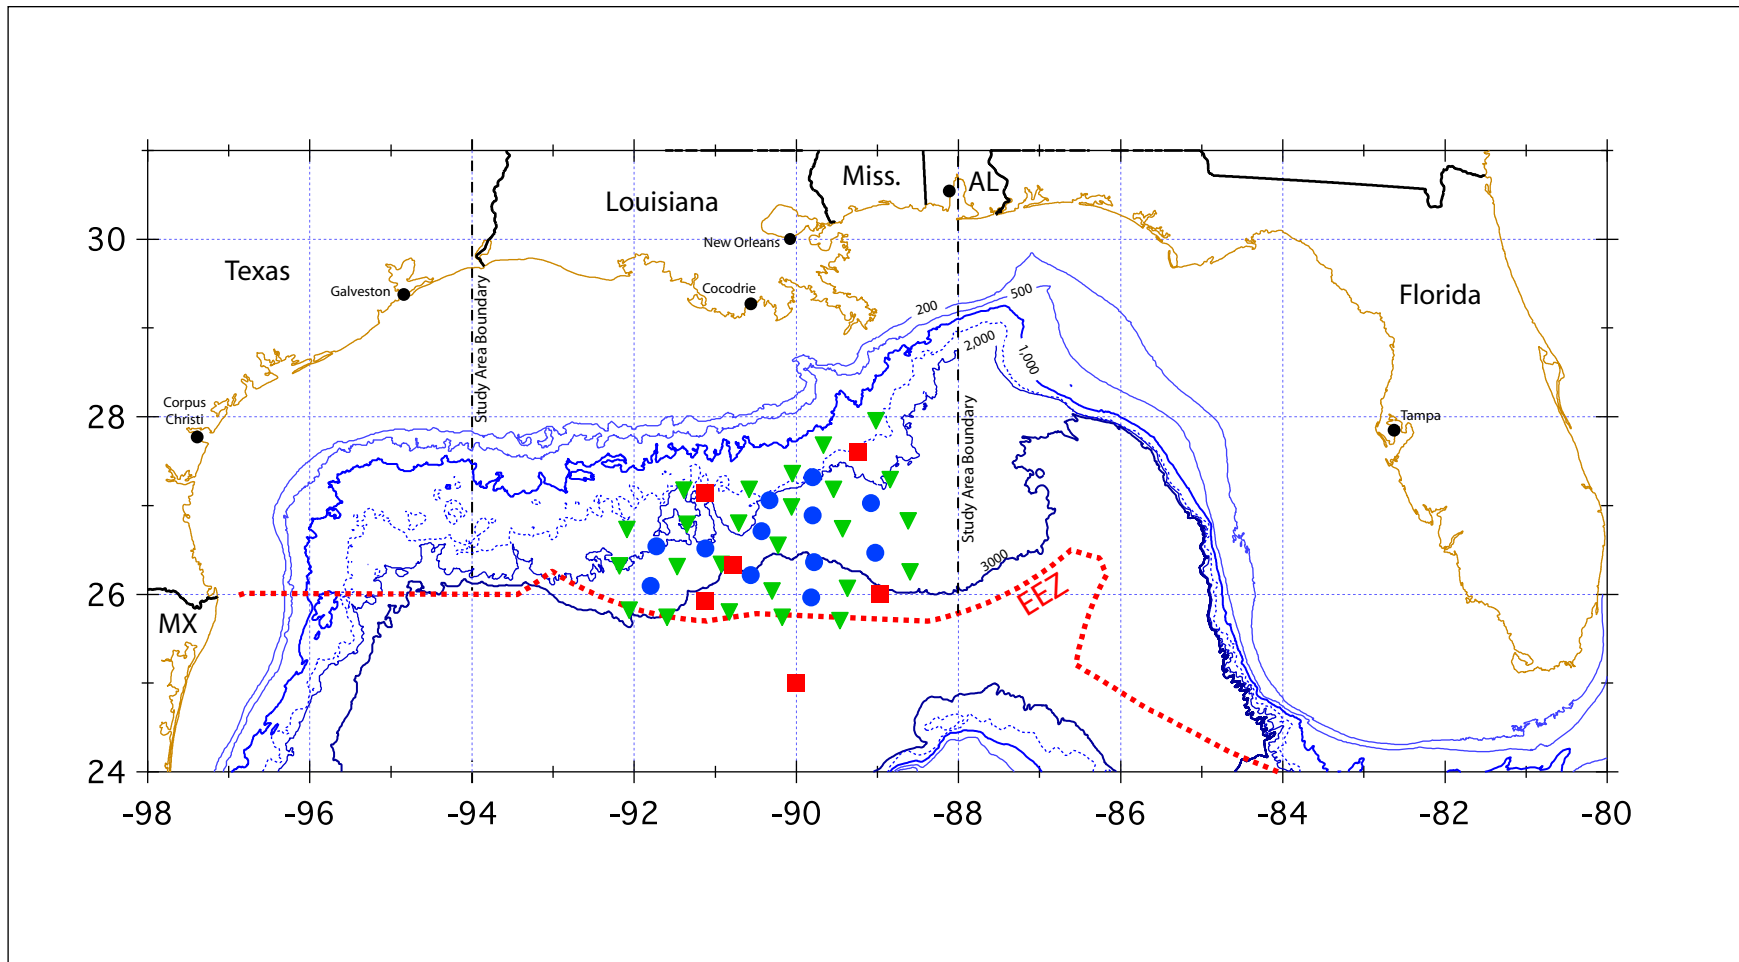 Miss.
AL
Louisiana
30
New Orleans
Texas
Galveston
Cocodrie
Study Area Boundary
200
500
2,000
1,000
Florida
Corpus
Christi
28
Tampa
Study Area Boundary
3000
EEZ
26
MX
24
-98
-96
-94
-92
-90
-88
-86
-84
-82
-80